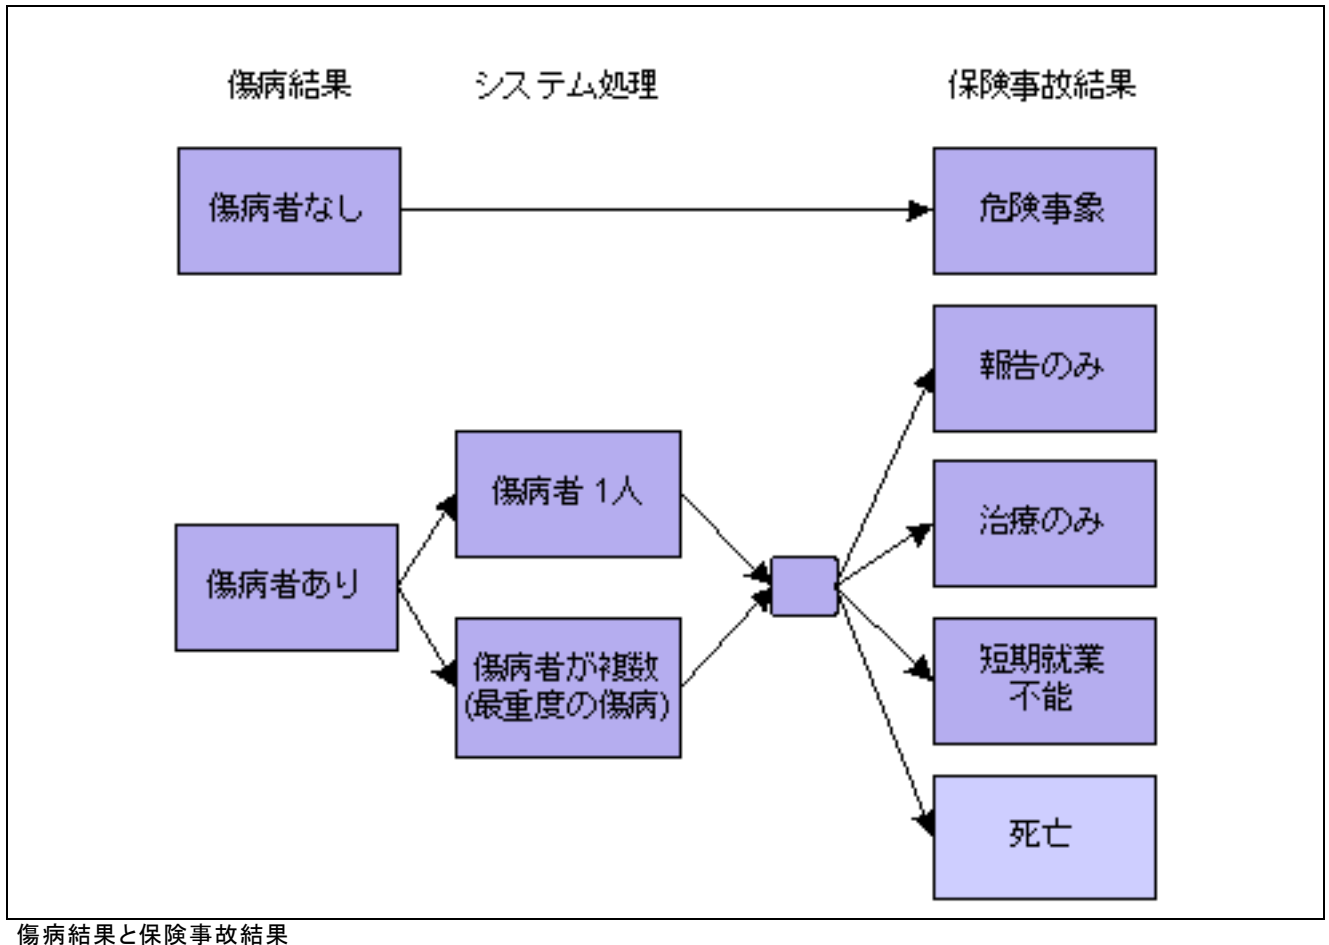 傷病結果
システム処理
保険事故結果
傷病者なし
危険事象
報告のみ
傷病者 1人
治療のみ
傷病者あり
傷病者が複数
(最重度の傷病)
短期就業
不能
死亡
傷病結果と保険事故結果